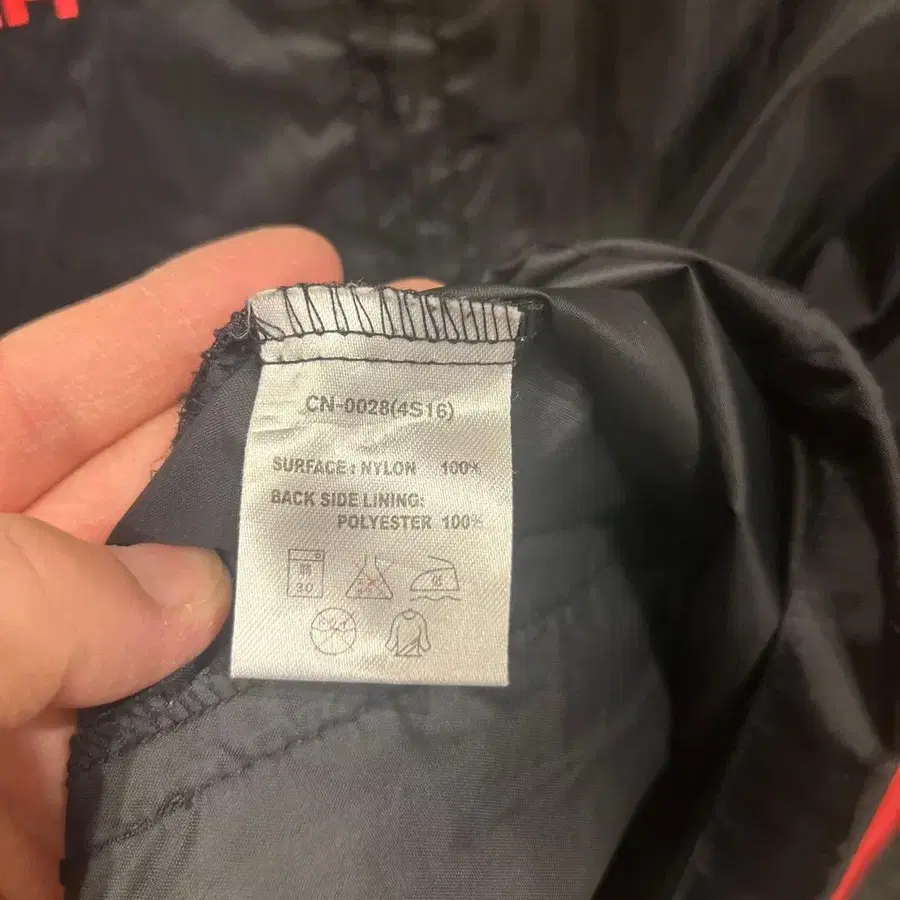 CN-0028(4S16)
SURFACE: NYLON 100%
BACK SIDE LINING:
POLYESTER 100%
30